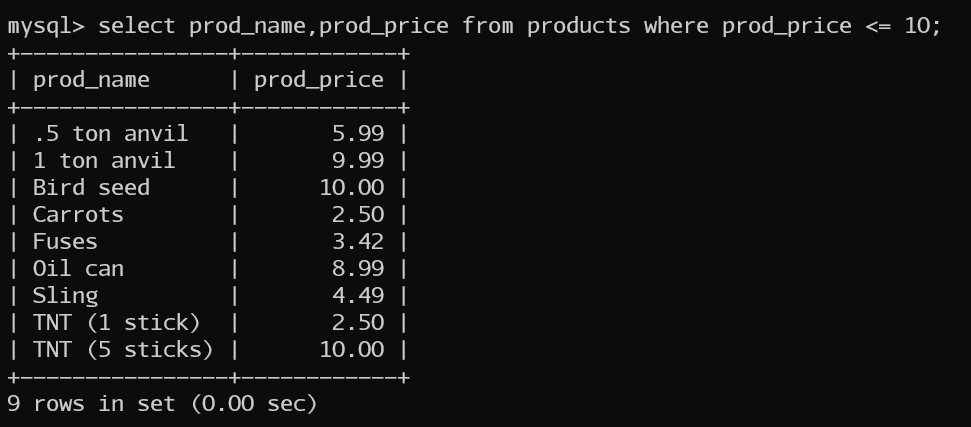 mysql> select prod_name,prod_price from products where prod_price <= 10;
+----------------+------------+
| prod_name      | prod_price |
+----------------+------------+
| .5 ton anvil   |       5.99 |
| 1 ton anvil    |       9.99 |
| Bird seed      |      10.00 |
| Carrots        |       2.50 |
| Fuses          |       3.42 |
| Oil can        |       8.99 |
| Sling          |       4.49 |
| TNT (1 stick)  |       2.50 |
| TNT (5 sticks) |      10.00 |
+----------------+------------+
9 rows in set (0.00 sec)